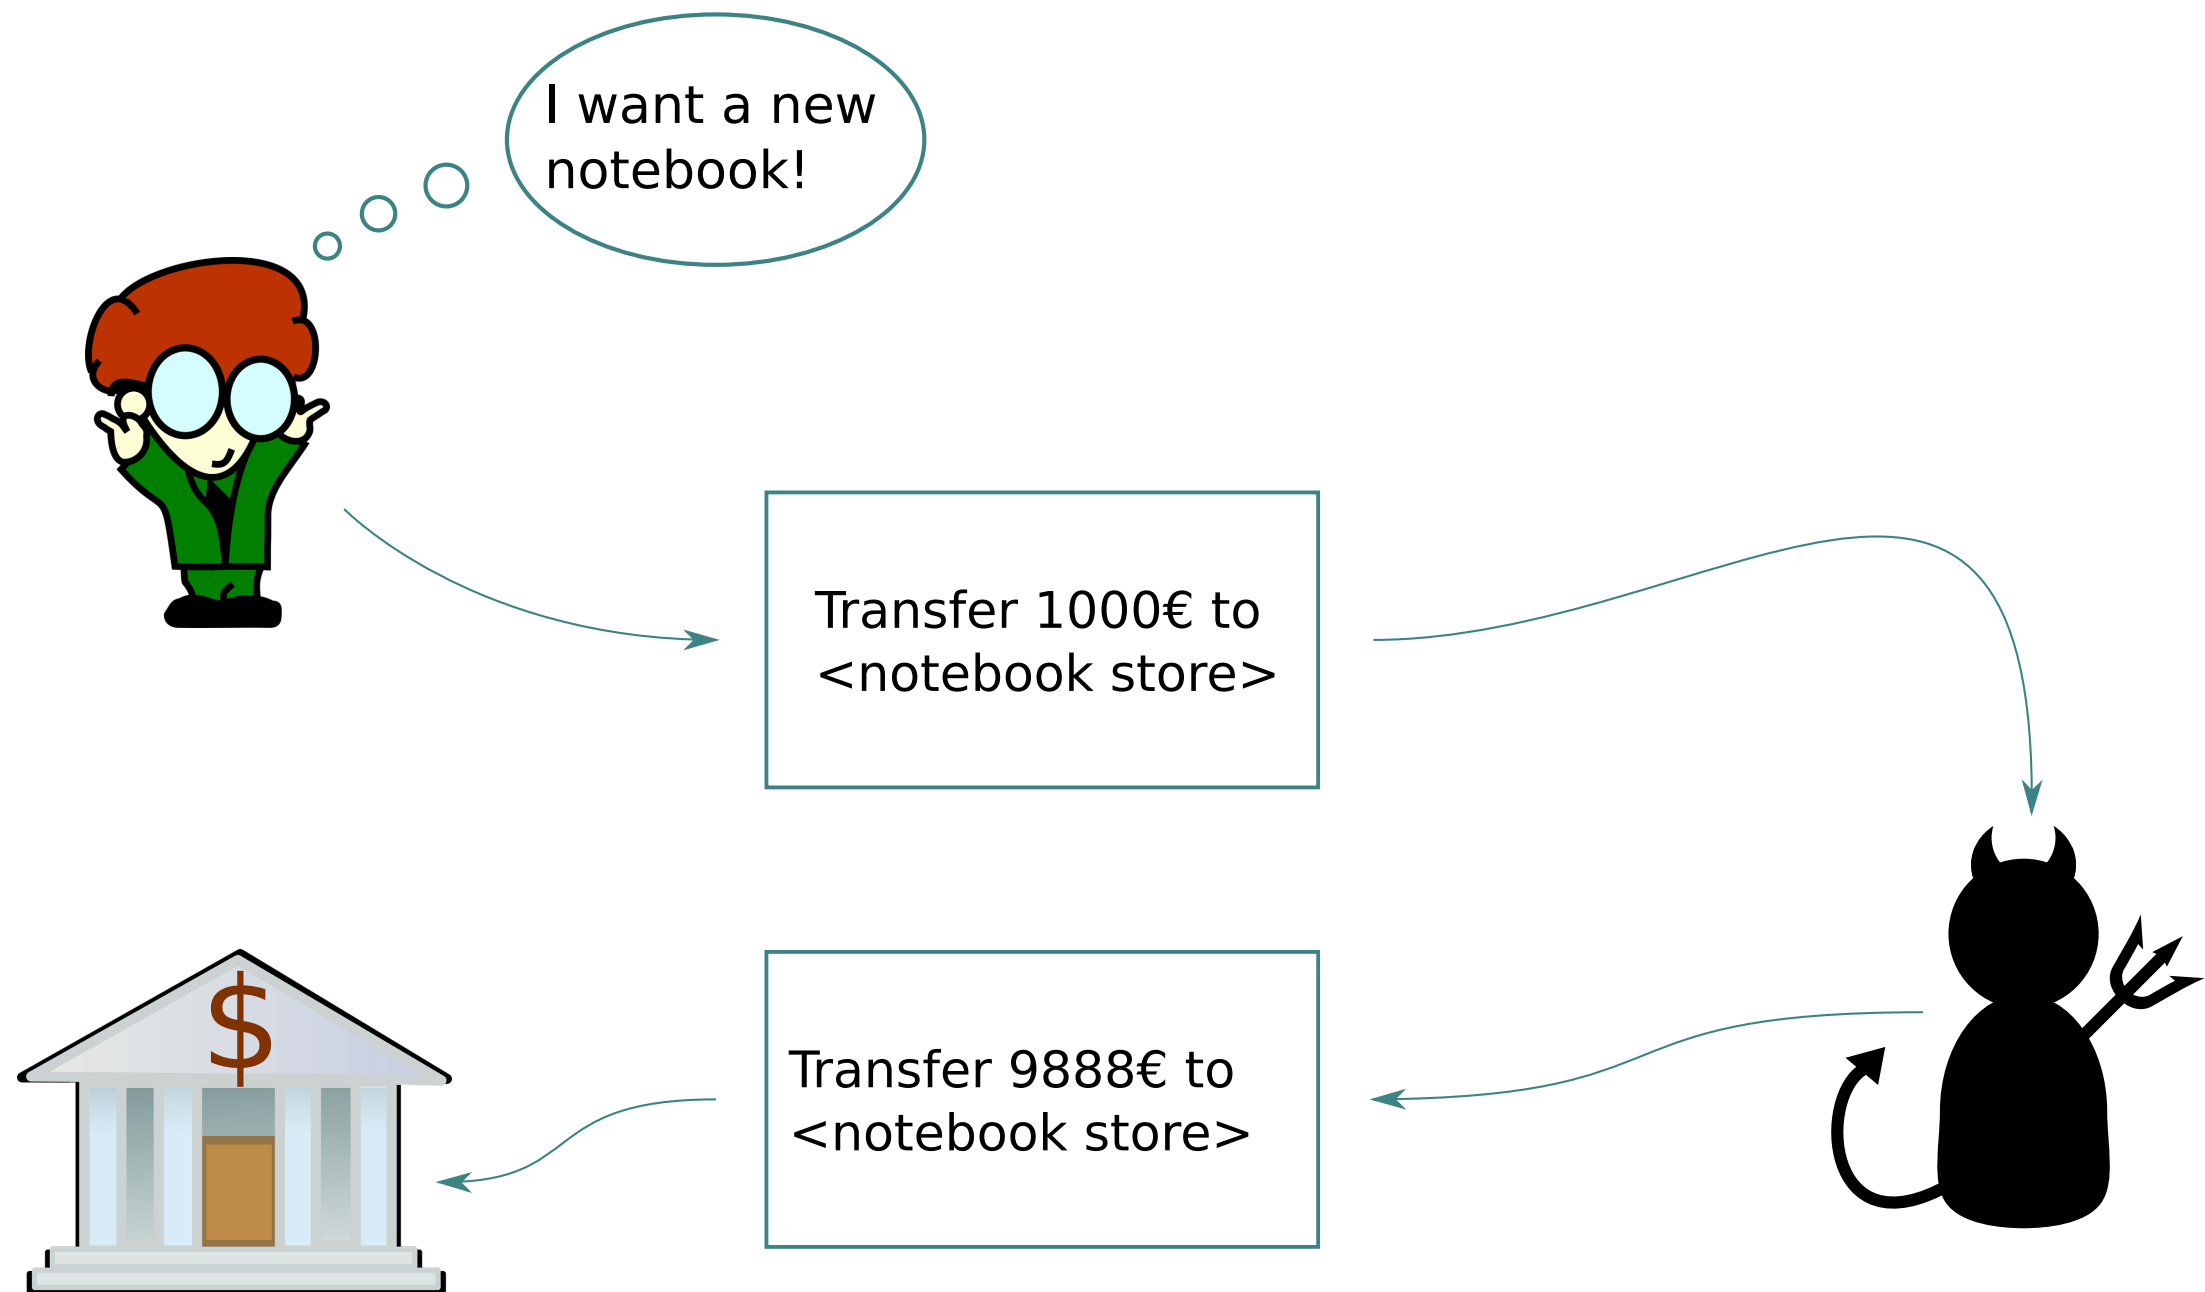 I want a new
notebook!
Transfer 1000€ to
<notebook store>
Transfer 9888€ to
<notebook store>
$